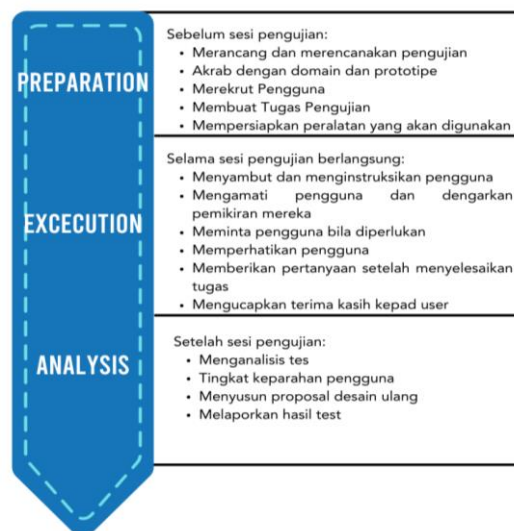 PREPARATION
Sebelum sesi pengujian:
• Merancang dan merencanakan pengujian
• Akrab dengan domain dan prototipe
• Merekrut Pengguna
• Membuat Tugas Pengujian
• Mempersiapkan peralatan yang akan digunakan
EXCECUTION
Selama sesi pengujian berlangsung:
• Menyambut dan menginstruksikan pengguna
• Mengamati pengguna dan dengarkan
pemikiran mereka
• Meminta pengguna bila diperlukan
• Memperhatikan pengguna
• Memberikan pertanyaan setelah menyelesaikan
tugas
• Mengucapkan terima kasih kepad user
ANALYSIS
Setelah sesi pengujian:
• Menganalisis tes
• Tingkat keparahan pengguna
• Menyusun proposal desain ulang
• Melaporkan hasil test